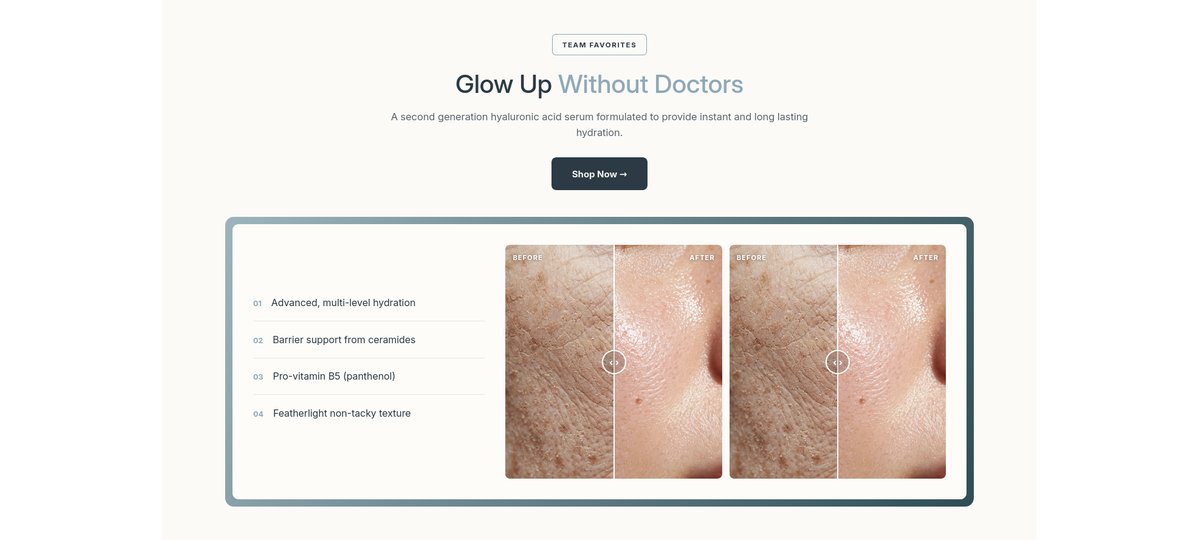 TEAM FAVORITES
Glow Up Without Doctors
A second generation hyaluronic acid serum formulated to provide instant and long lasting
hydration.
Shop Now →
01 Advanced, multi-level hydration
02 Barrier support from ceramides
03 Pro-vitamin B5 (panthenol)
04 Featherlight non-tacky texture
BEFORE AFTER
BEFORE AFTER